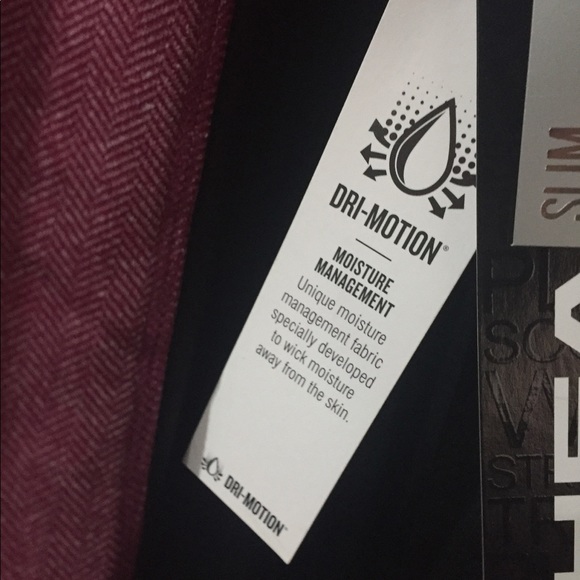 DRI-MOTION®
MOISTURE
MANAGEMENT
Unique moisture
management fabric
specially developed
to wick moisture
away from the skin.
DRI-MOTION™
SLIM